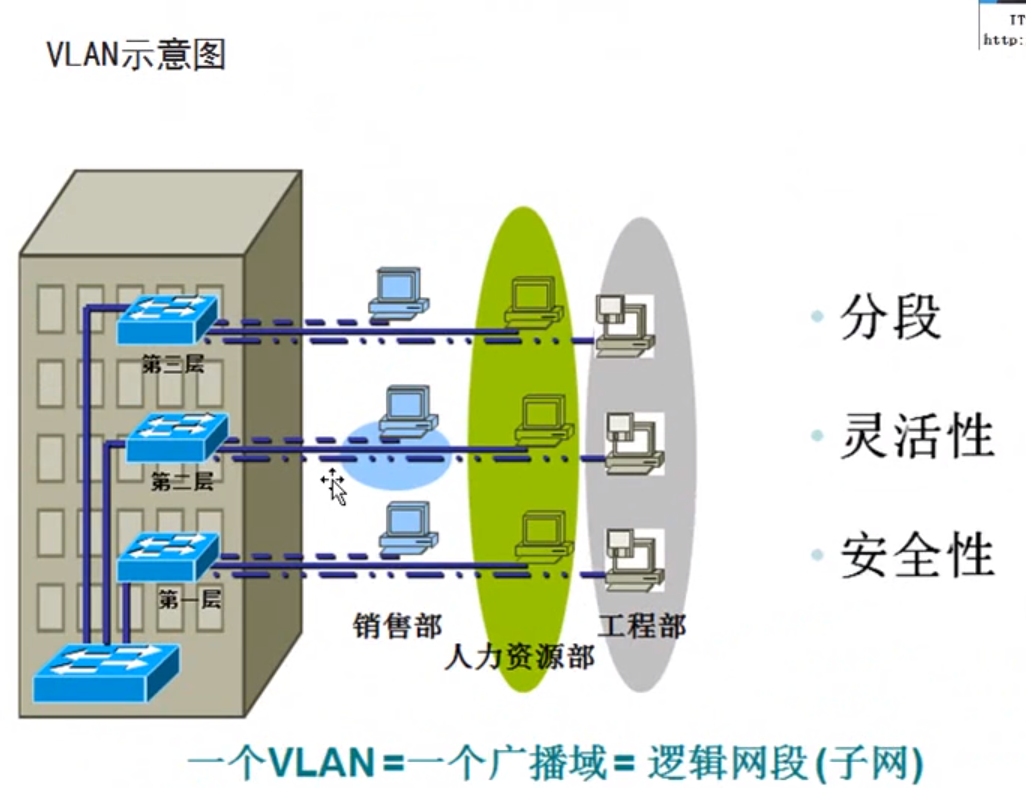 IT
http:
VLAN示意图
第三层
第二层
第一层
销售部
人力资源部
工程部
• 分段
• 灵活性
• 安全性
一个VLAN=一个广播域= 逻辑网段(子网)